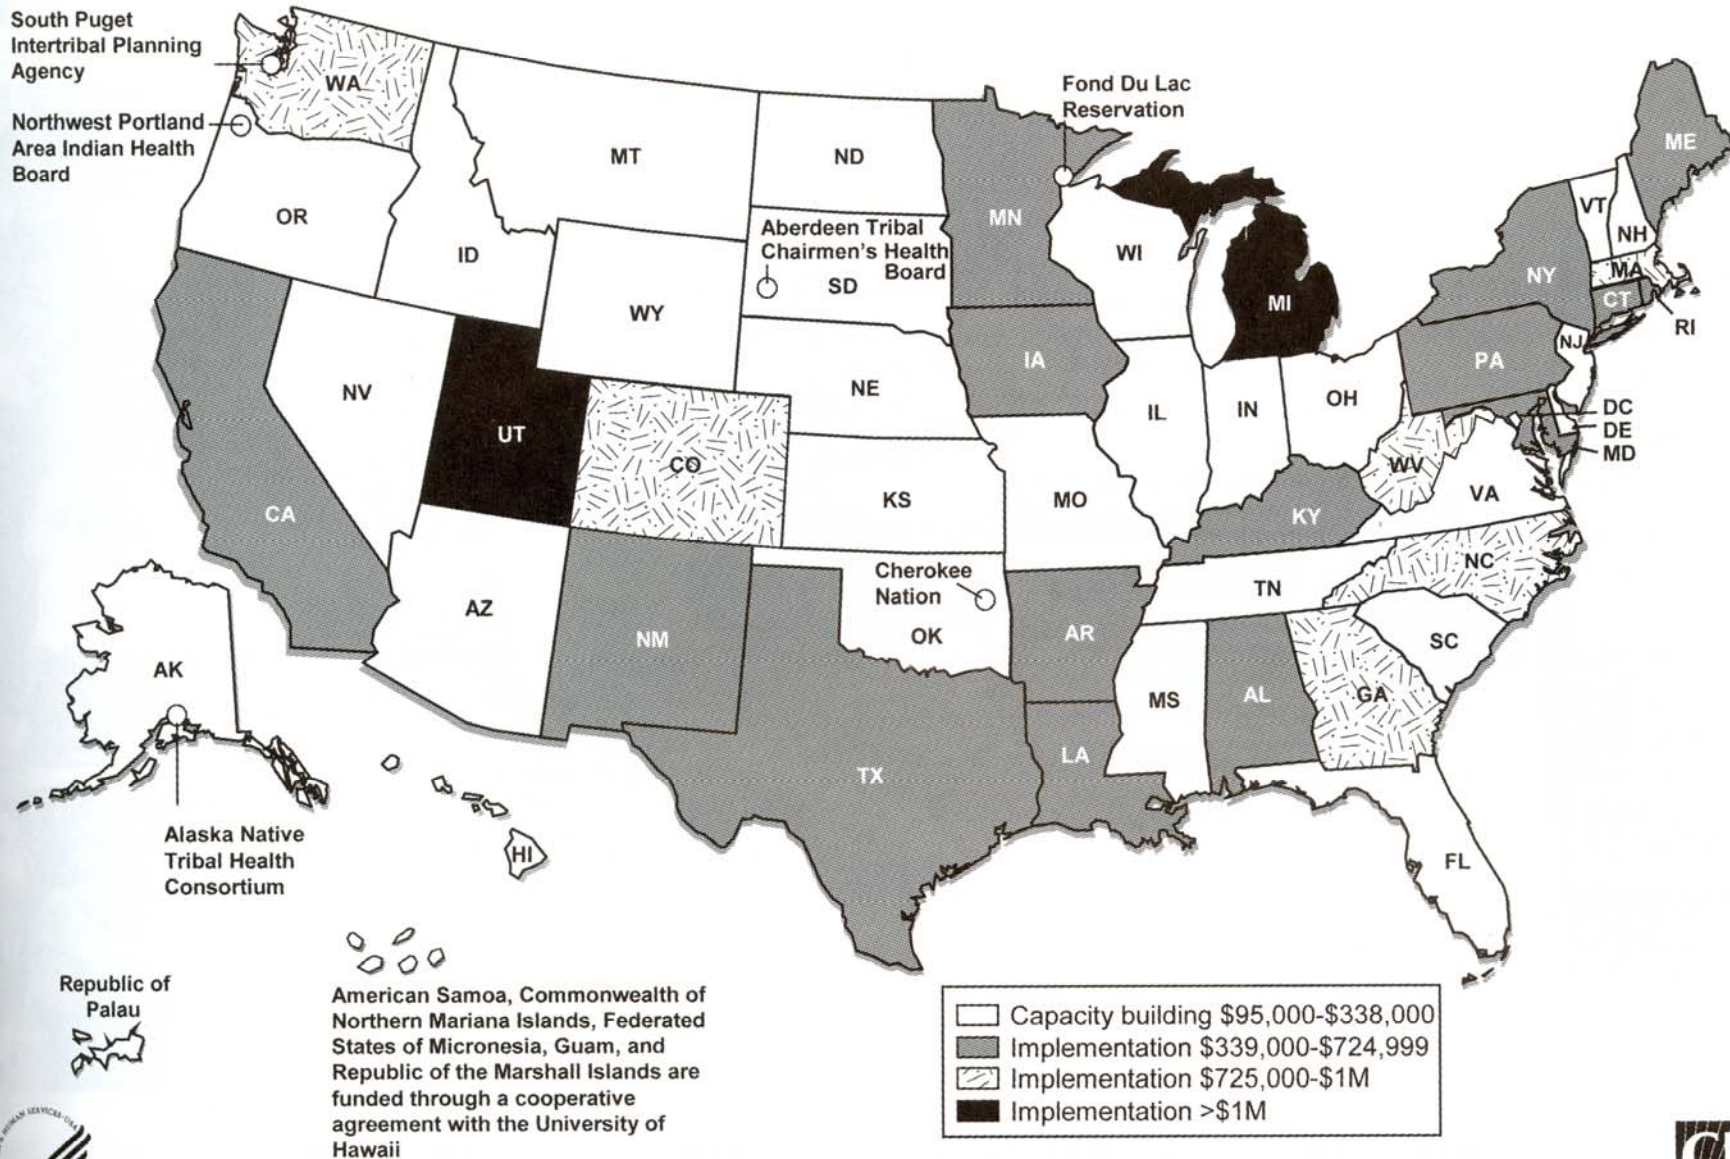 South Puget
Intertribal Planning
Agency
Northwest Portland
Area Indian Health
Board
Fond Du Lac
Reservation
WA
MT
ND
MN
OR
ID
Aberdeen Tribal
Chairmen's Health
Board
SD
WI
MI
ME
VT
NH
NY
MA
CT
RI
WY
IA
PA
NJ
NV
UT
NE
IL
IN
OH
DC
DE
MD
CO
CA
KS
MO
WV
VA
KY
Cherokee
Nation
NC
TN
AZ
NM
OK
AR
SC
AK
MS
AL
GA
TX
LA
FL
HI
Alaska Native
Tribal Health
Consortium
Republic of
Palau
American Samoa, Commonwealth of
Northern Mariana Islands, Federated
States of Micronesia, Guam, and
Republic of the Marshall Islands are
funded through a cooperative
agreement with the University of
Hawaii
Capacity building $95,000-$338,000
Implementation $339,000-$724,999
Implementation $725,000-$1M
Implementation >$1M
HUMAN SERVICES·USA